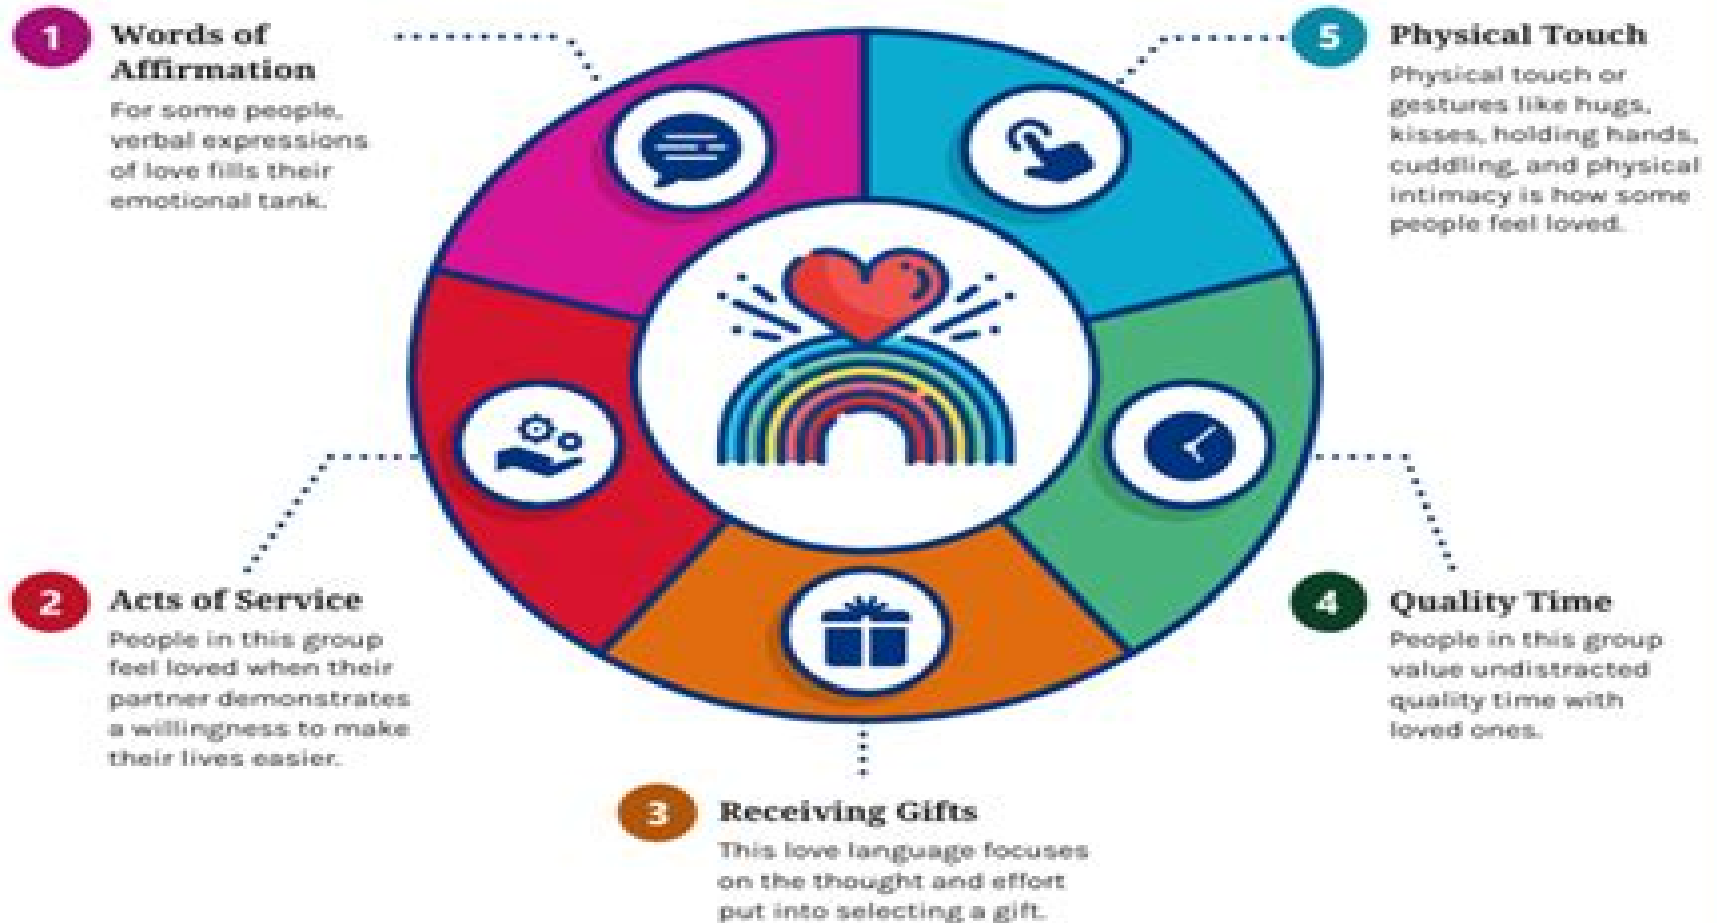 1
Words of
Affirmation
For some people,
verbal expressions
of love fills their
emotional tank.
2
Acts of Service
People in this group
feel loved when their
partner demonstrates
a willingness to make
their lives easier.
3
Receiving Gifts
This love language focuses
on the thought and effort
put into selecting a gift.
4
Quality Time
People in this group
value undistracted
quality time with
loved ones.
5
Physical Touch
Physical touch or
gestures like hugs,
kisses, holding hands,
cuddling, and physical
intimacy is how some
people feel loved.